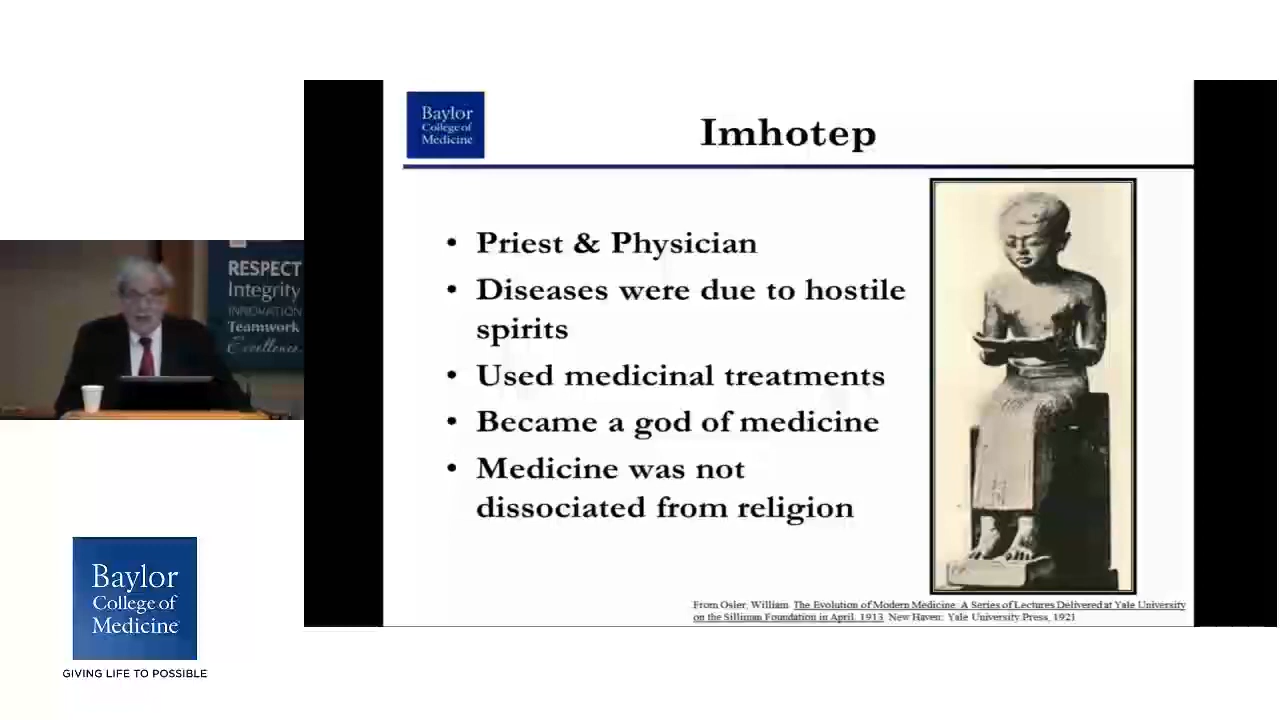 Baylor
College of
Medicine
Imhotep
• Priest & Physician
• Diseases were due to hostile
spirits
• Used medicinal treatments
• Became a god of medicine
• Medicine was not
dissociated from religion
From Osler, William. The Evolution of Modern Medicine. A Series of Lectures Delivered at Yale University
on the Silliman Foundation in April, 1913. New Haven: Yale University Press, 1921
RESPECT
Integrity
INNOVATION
Teamwork
Excellence
Baylor
College of
Medicine
GIVING LIFE TO POSSIBLE